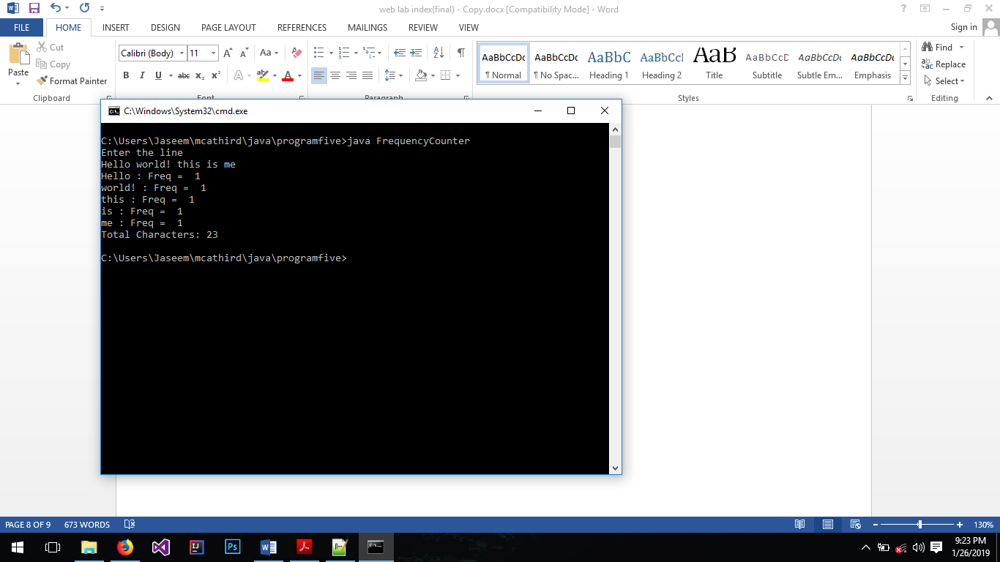 web lab index(final) - Copy.docx [Compatibility Mode] - Word
FILE HOME INSERT DESIGN PAGE LAYOUT REFERENCES MAILINGS REVIEW VIEW Sign in
Paste
Cut
Copy
Format Painter
Clipboard
Calibri (Body) 11
Font
Paragraph
AaBbCcDc AaBbCcDc AaBbC AaBbCcI AaB AaBbCcD AaBbCcDc AaBbCcDc
¶ Normal ¶ No Spac... Heading 1 Heading 2 Title Subtitle Subtle Em... Emphasis
Styles
Find
Replace
Select
Editing
C:\Windows\System32\cmd.exe
C:\Users\Jaseem\mcathird\java\programfive>java FrequencyCounter
Enter the line
Hello world! this is me
Hello : Freq =  1
world! : Freq =  1
this : Freq =  1
is : Freq =  1
me : Freq =  1
Total Characters: 23
C:\Users\Jaseem\mcathird\java\programfive>
PAGE 8 OF 9 673 WORDS 130%
9:23 PM
1/26/2019